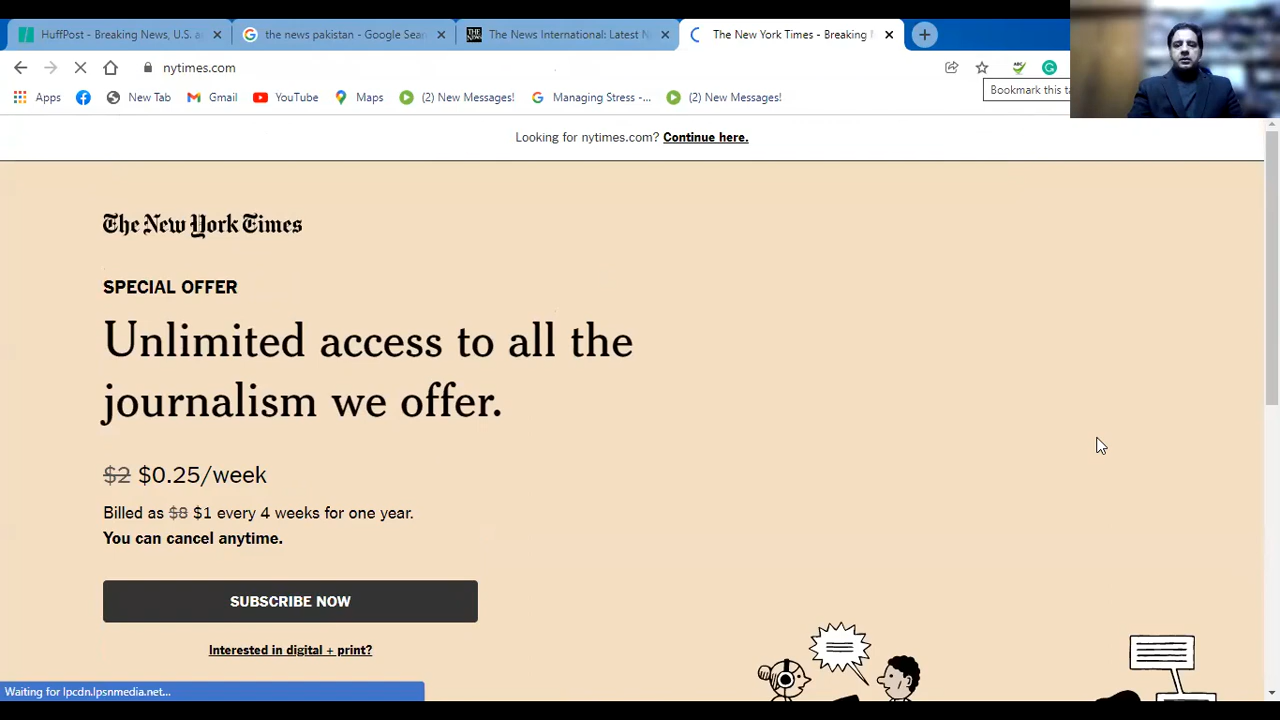 HuffPost - Breaking News, U.S. a
the news pakistan - Google Sear
The News International: Latest N
The New York Times - Breaking N
nytimes.com
Bookmark this ta
Apps
New Tab
Gmail
YouTube
Maps
(2) New Messages!
Managing Stress -...
(2) New Messages!
Looking for nytimes.com? Continue here.
The New York Times
SPECIAL OFFER
Unlimited access to all the
journalism we offer.
$2 $0.25/week
Billed as $8 $1 every 4 weeks for one year.
You can cancel anytime.
SUBSCRIBE NOW
Interested in digital + print?
Waiting for lpcdn.lpsnmedia.net...